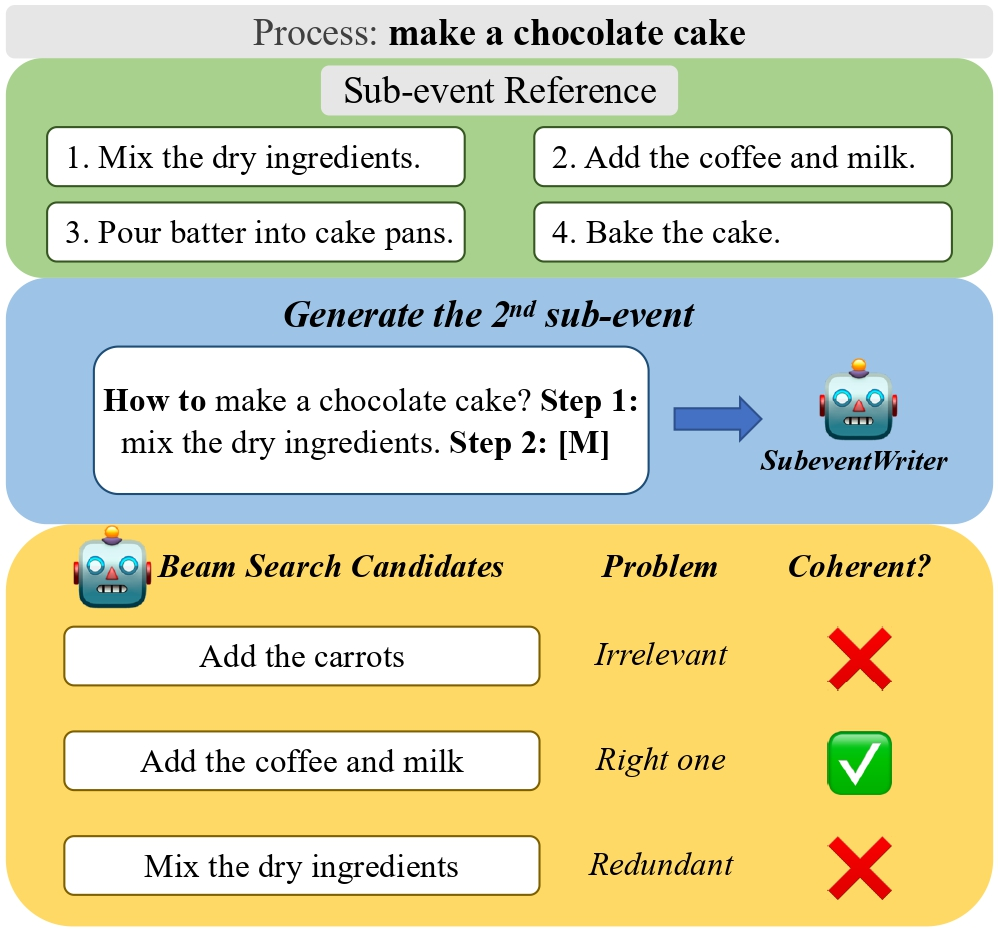 Process: make a chocolate cake
Sub-event Reference
1. Mix the dry ingredients.
2. Add the coffee and milk.
3. Pour batter into cake pans.
4. Bake the cake.
Generate the 2nd sub-event
How to make a chocolate cake? Step 1:
mix the dry ingredients. Step 2: [M]
SubeventWriter
Beam Search Candidates Problem Coherent?
Add the carrots Irrelevant
Add the coffee and milk Right one
Mix the dry ingredients Redundant